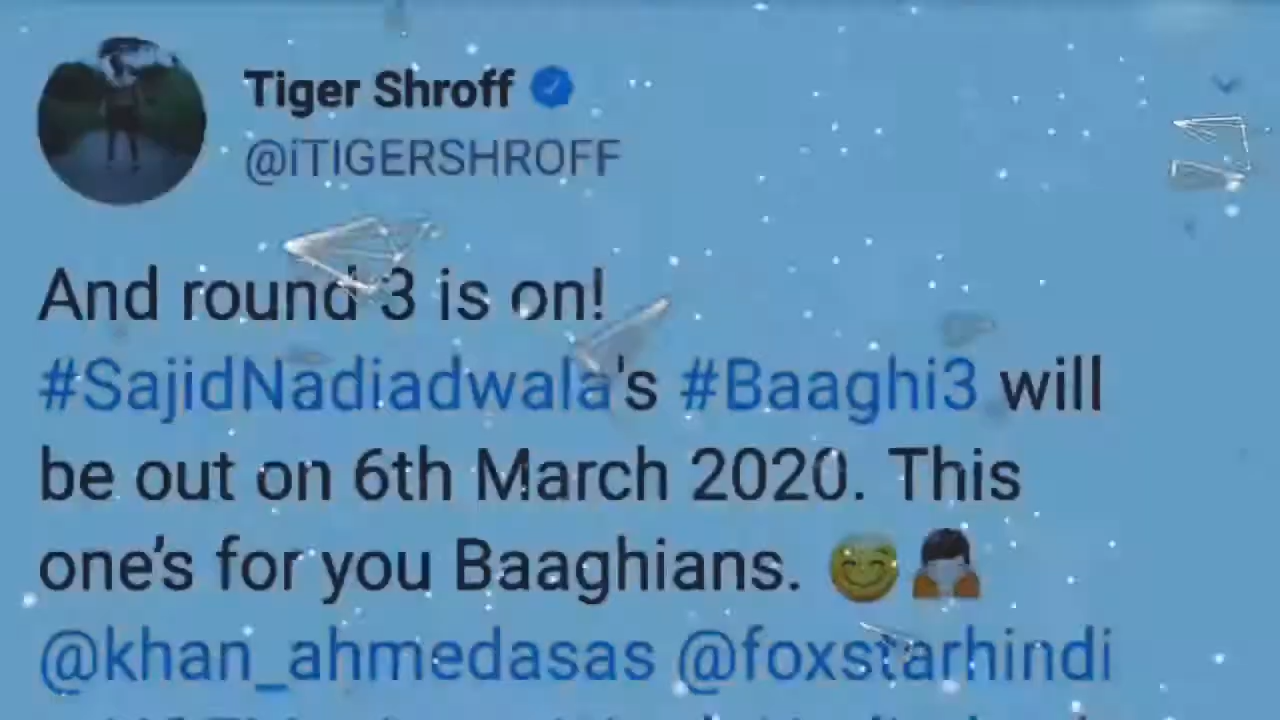 Tiger Shroff
@iTIGERSHROFF
And round 3 is on!
#SajidNadiadwala's #Baaghi3 will
be out on 6th March 2020. This
one's for you Baaghians. 😊🙏
@khan_ahmedasas @foxstarhindi